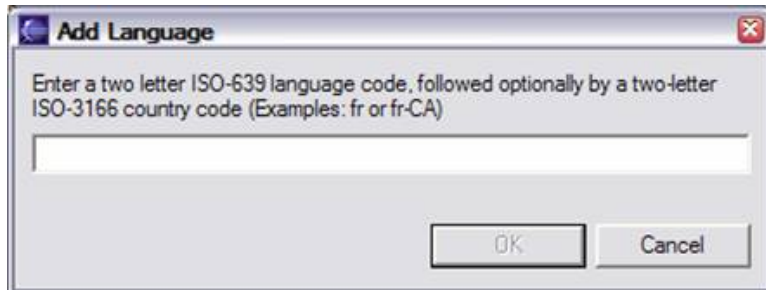 Add Language
Enter a two letter ISO-639 language code, followed optionally by a two-letter
ISO-3166 country code (Examples: fr or fr-CA)
OK
Cancel